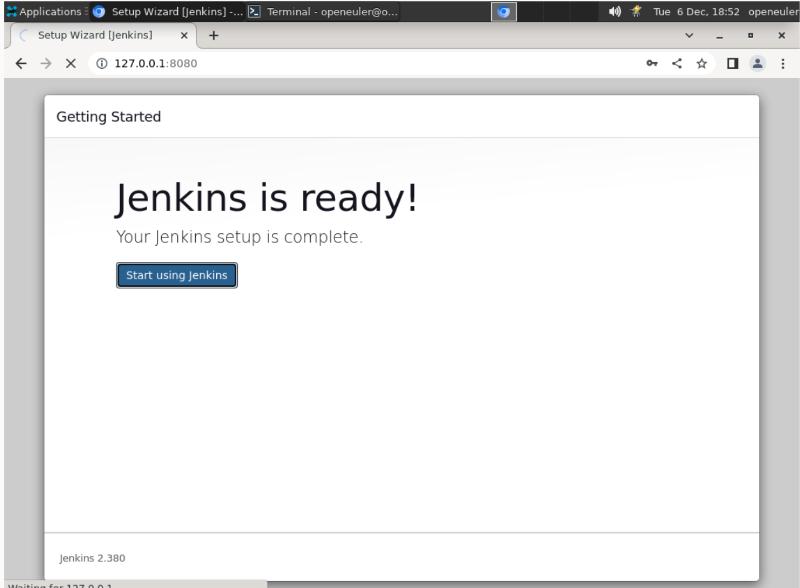 Applications Setup Wizard [Jenkins] -... Terminal - openeuler@o... Tue 6 Dec, 18:52 openeuler
Setup Wizard [Jenkins]
127.0.0.1:8080
Getting Started
Jenkins is ready!
Your Jenkins setup is complete.
Start using Jenkins
Jenkins 2.380
Waiting for 127.0.0.1